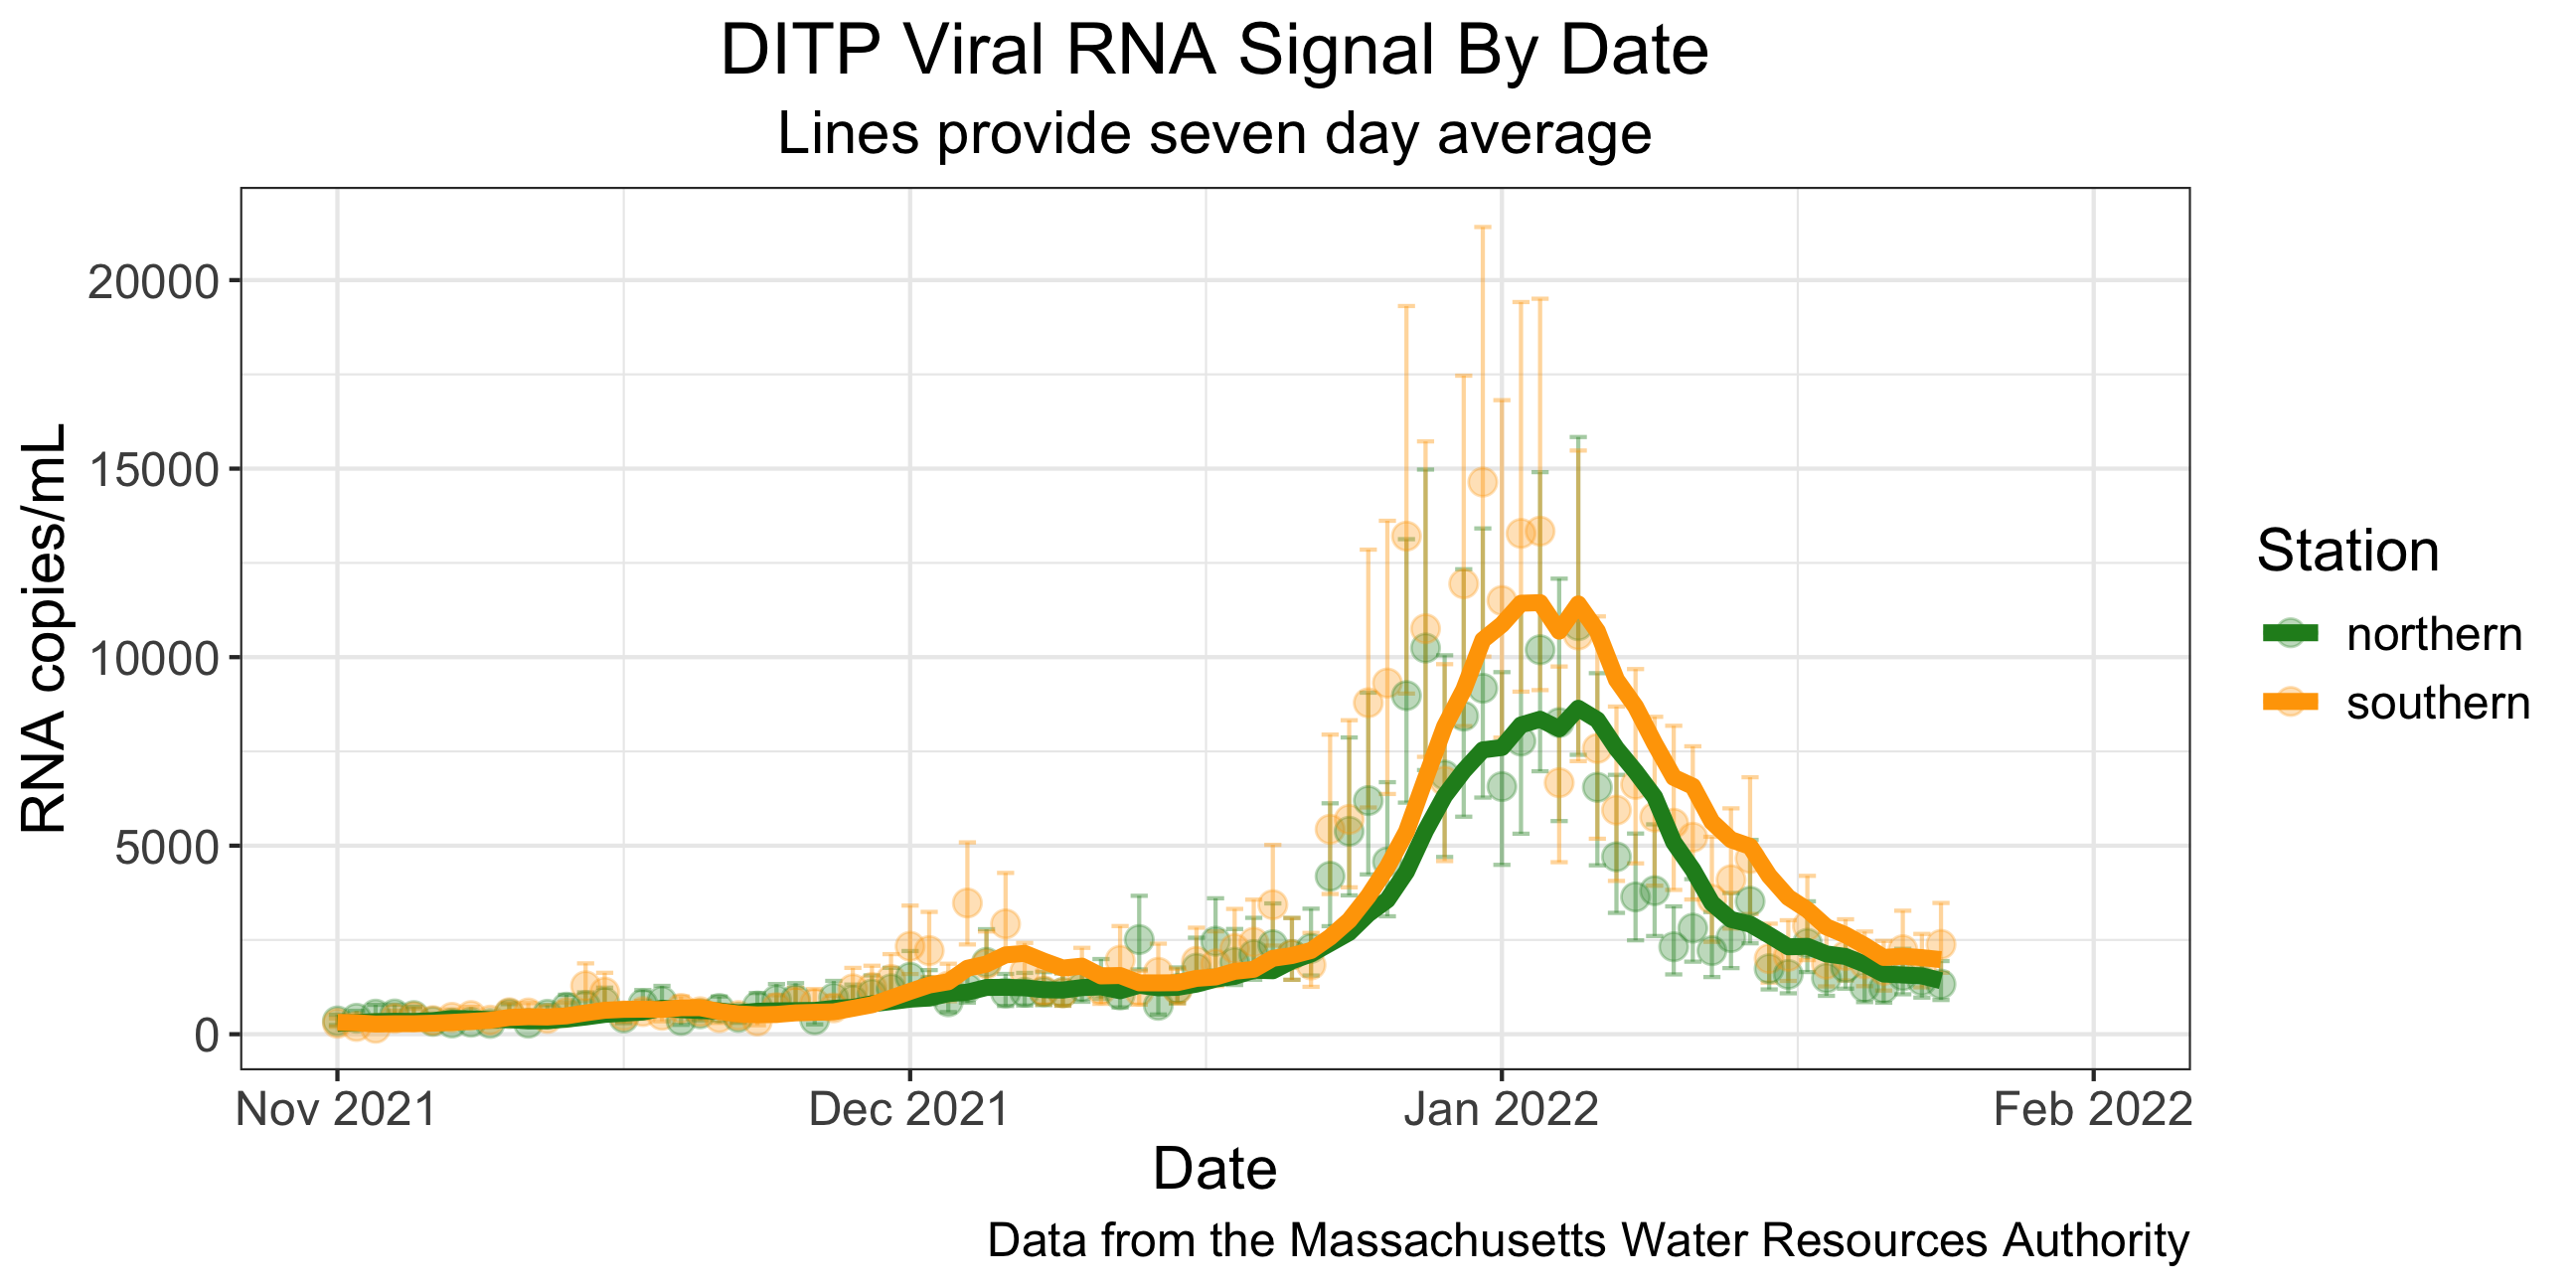 DITP Viral RNA Signal By Date
Lines provide seven day average
RNA copies/mL
20000
15000
10000
5000
0
Nov 2021
Dec 2021
Jan 2022
Feb 2022
Date
Station
northern
southern
Data from the Massachusetts Water Resources Authority